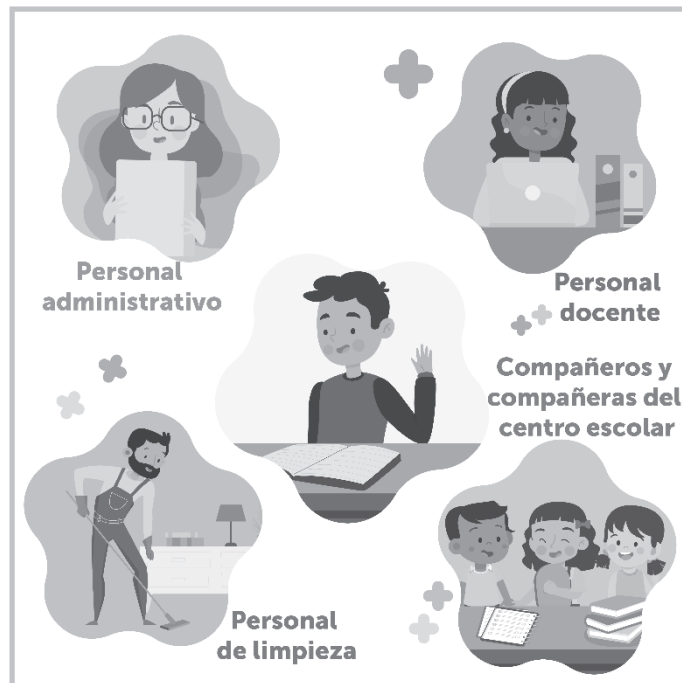 Personal
administrativo
Personal
docente
Compañeros y
compañeras del
centro escolar
Personal
de limpieza